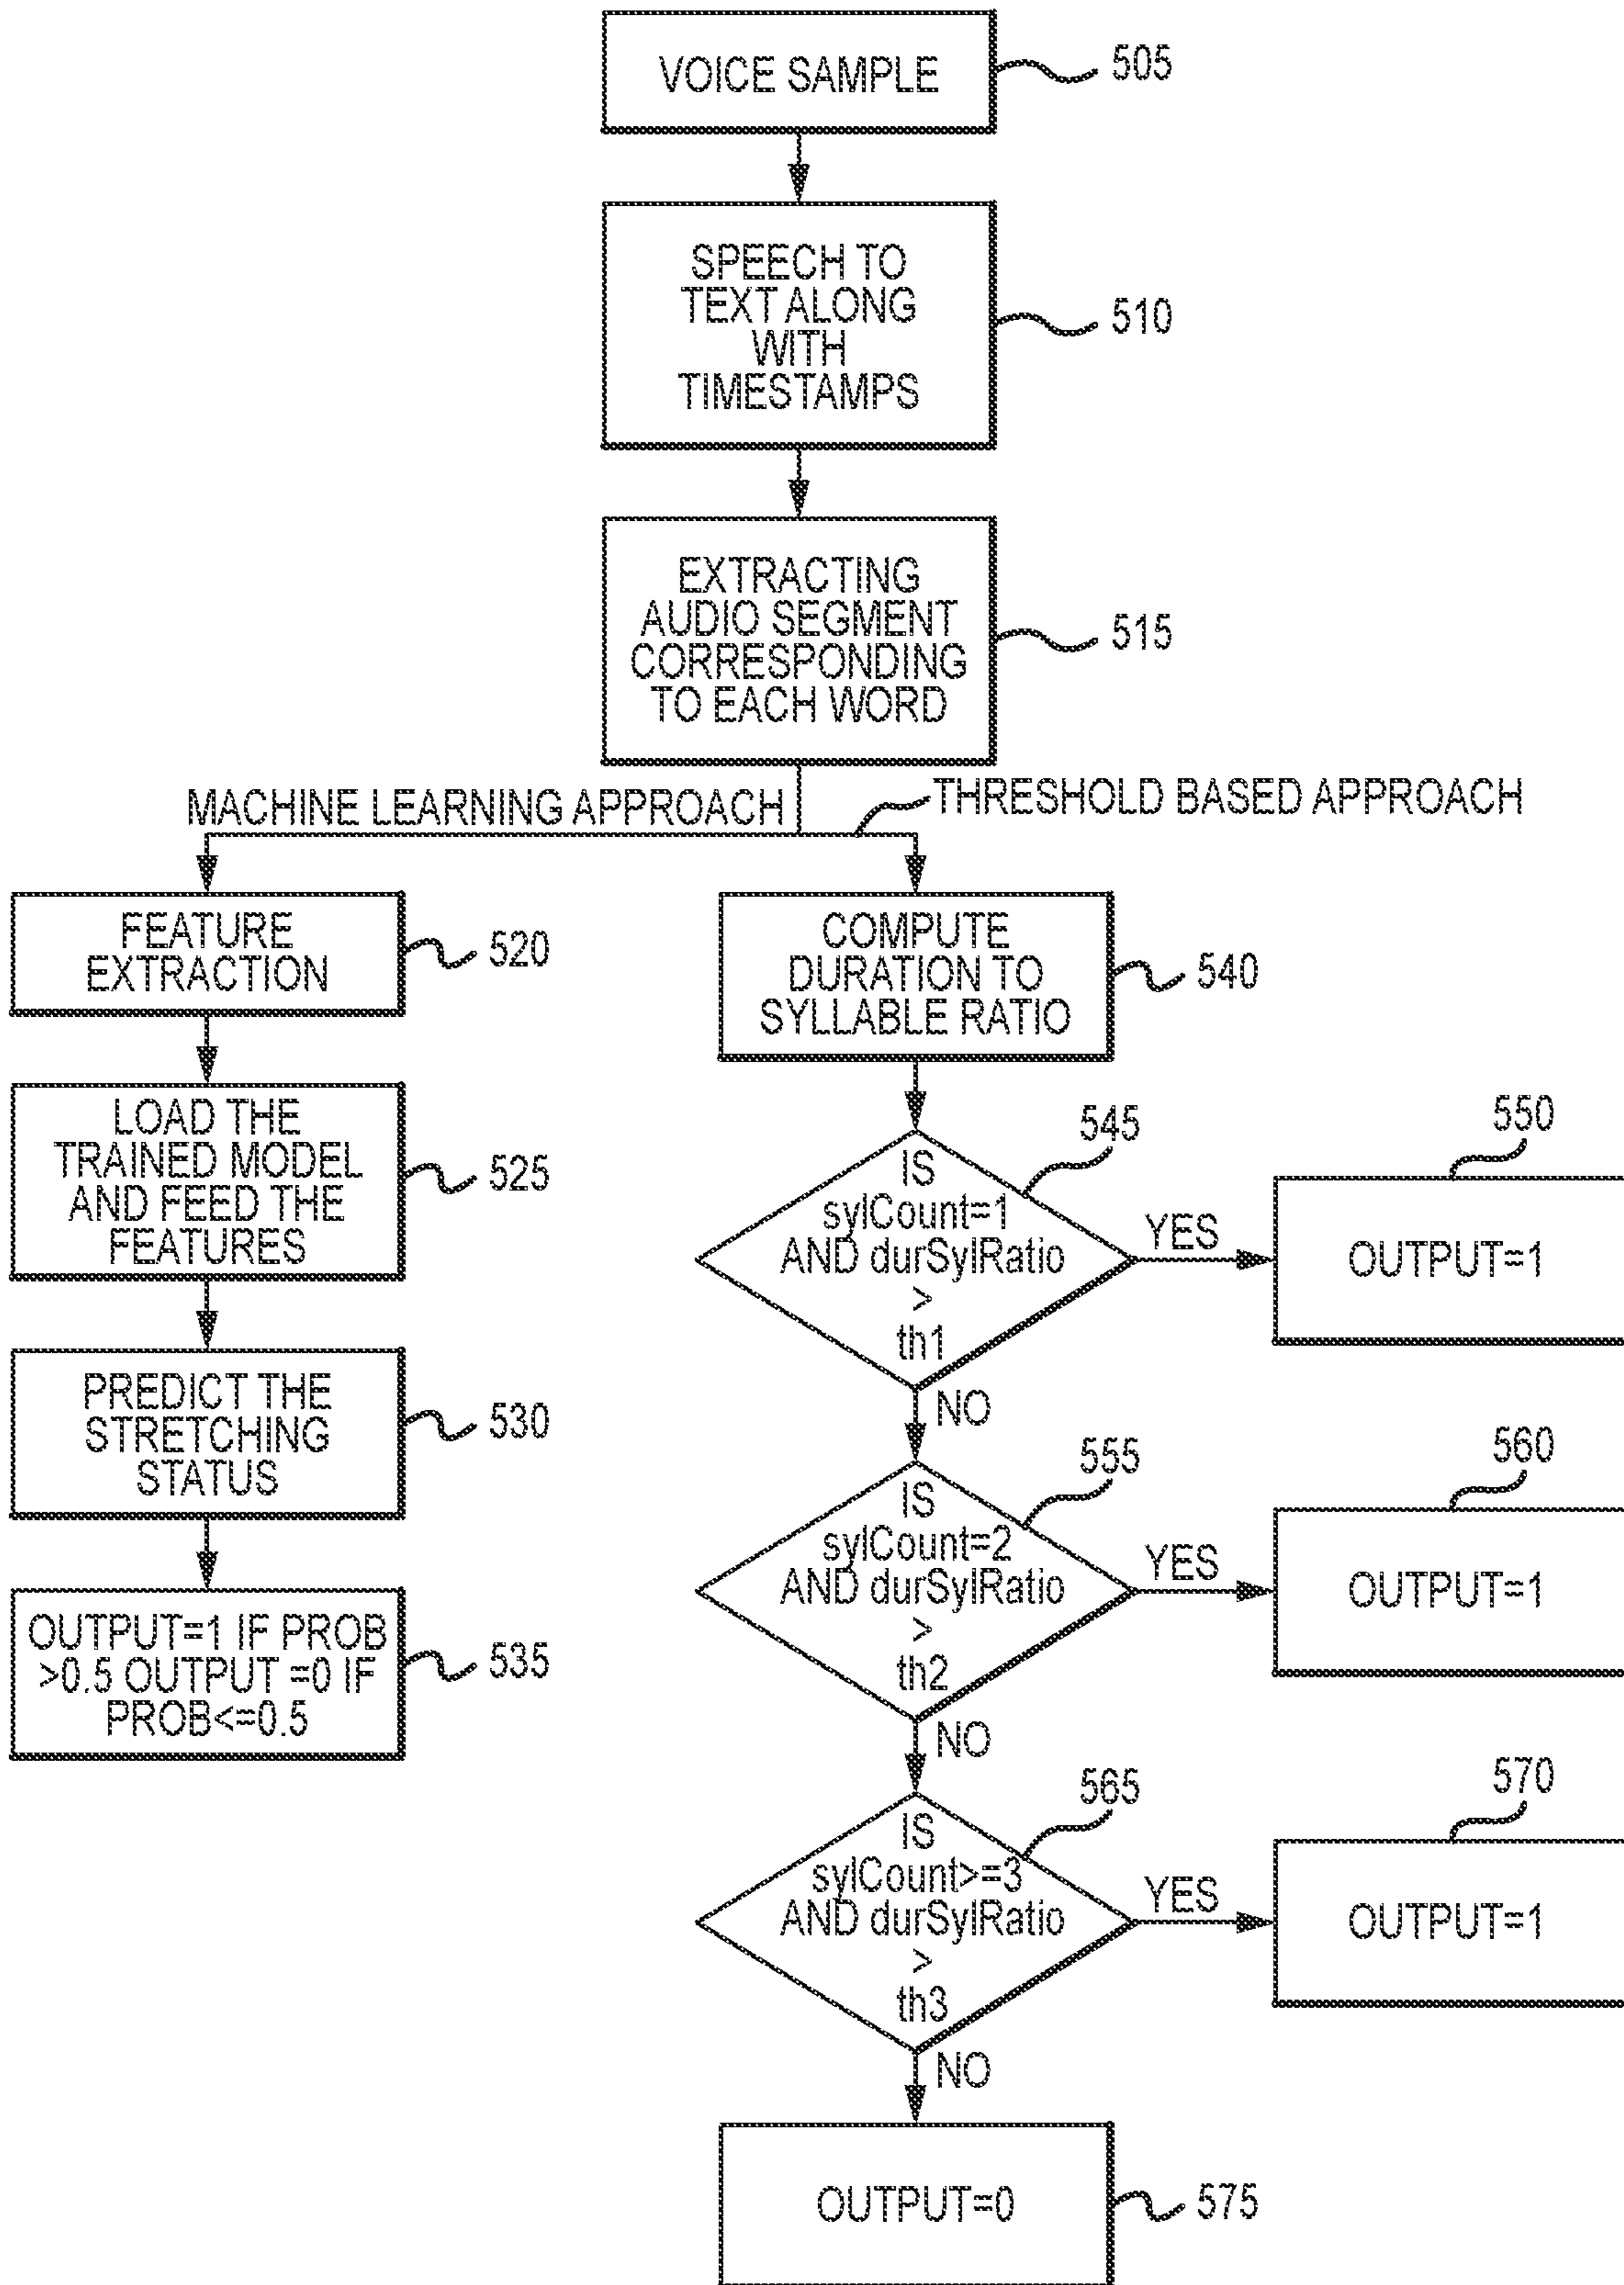 VOICE SAMPLE
505
SPEECH TO
TEXT ALONG
WITH
TIMESTAMPS
510
EXTRACTING
AUDIO SEGMENT
CORRESPONDING
TO EACH WORD
515
MACHINE LEARNING APPROACH
THRESHOLD BASED APPROACH
FEATURE
EXTRACTION
520
LOAD THE
TRAINED MODEL
AND FEED THE
FEATURES
525
PREDICT THE
STRETCHING
STATUS
530
OUTPUT=1 IF PROB
>0.5 OUTPUT =0 IF
PROB<=0.5
535
COMPUTE
DURATION TO
SYLLABLE RATIO
540
IS
sylCount=1
AND durSylRatio
>
th1
545
YES
OUTPUT=1
550
NO
IS
sylCount=2
AND durSylRatio
>
th2
555
YES
OUTPUT=1
560
NO
IS
sylCount>=3
AND durSylRatio
>
th3
565
YES
OUTPUT=1
570
NO
OUTPUT=0
575